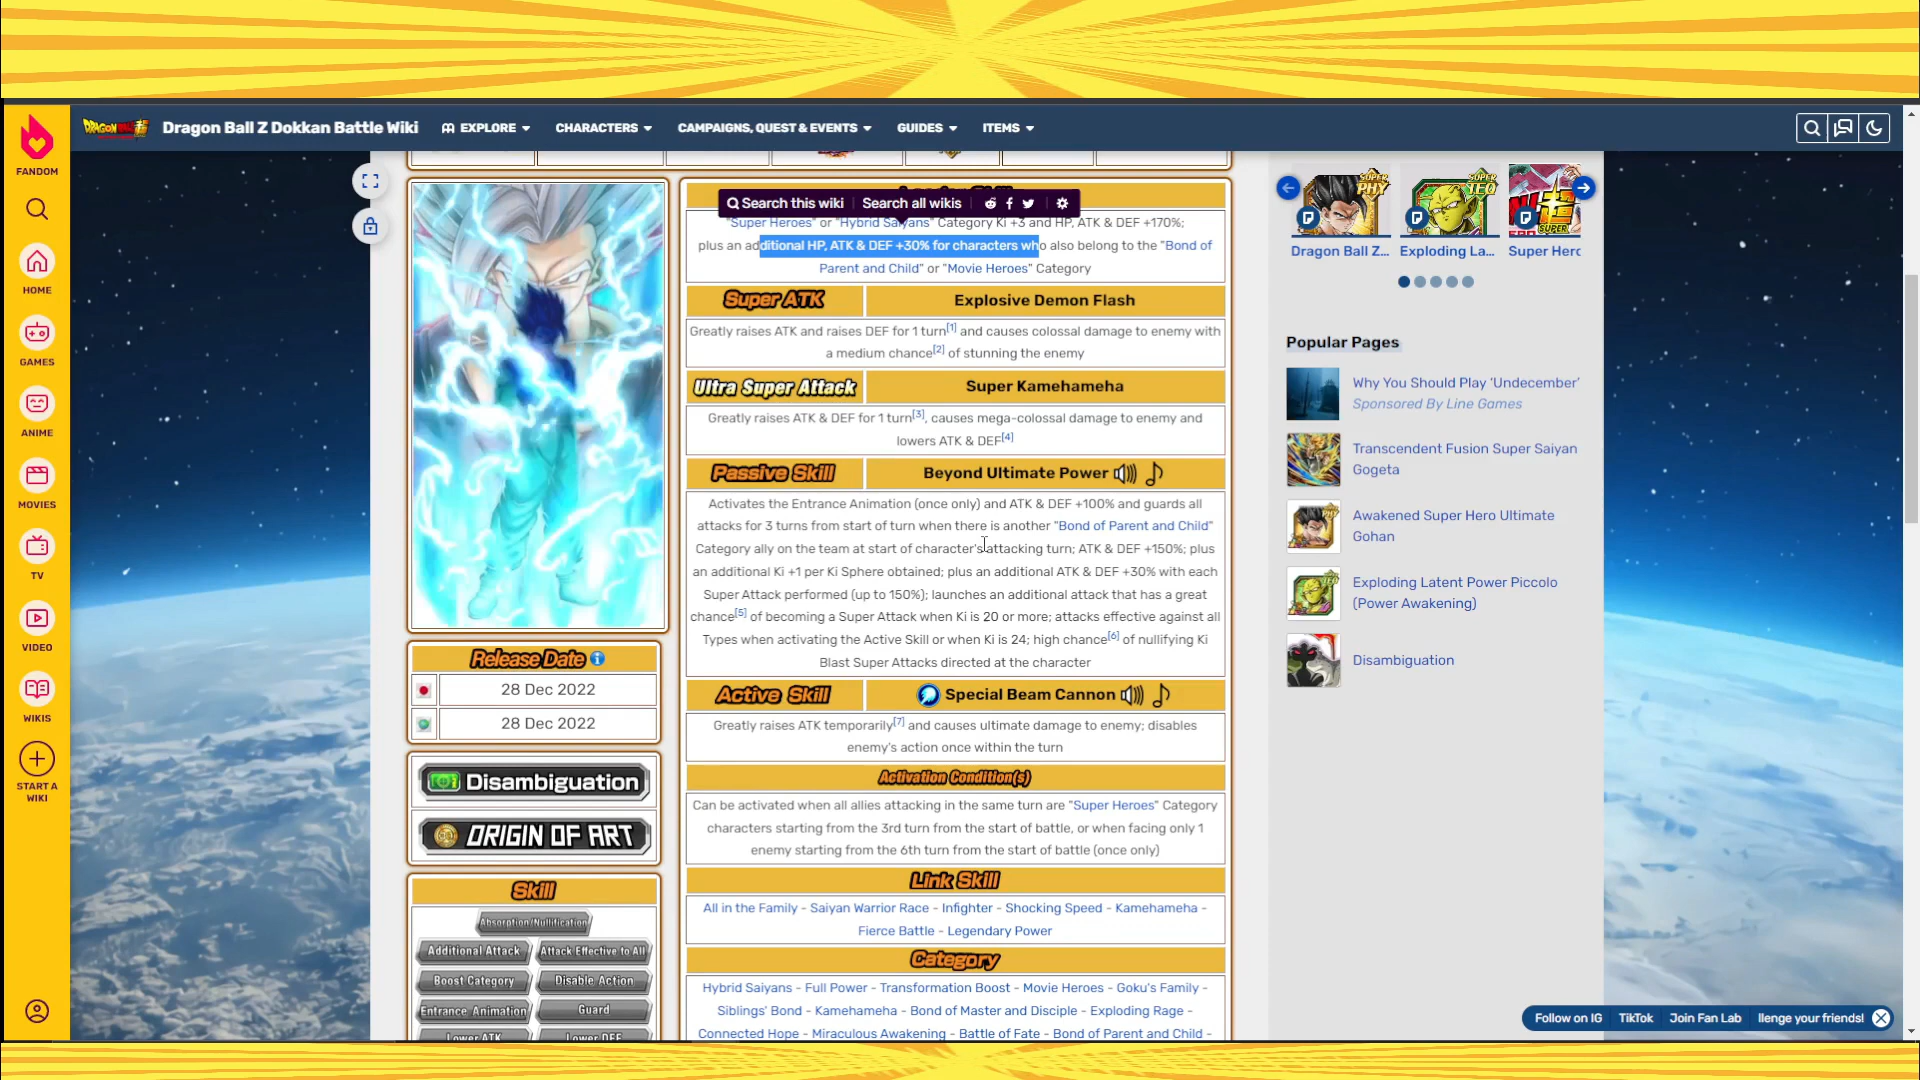 FANDOM
HOME
GAMES
ANIME
MOVIES
TV
VIDEO
WIKIS
START A
WIKI
Dragon Ball Z Dokkan Battle Wiki
EXPLORE
CHARACTERS
CAMPAIGNS, QUEST & EVENTS
GUIDES
ITEMS
Search this wiki
Search all wikis
"Super Heroes" or "Hybrid Saiyans" Category Ki +3 and HP, ATK & DEF +170%;
plus an additional HP, ATK & DEF +30% for characters who also belong to the "Bond of
Parent and Child" or "Movie Heroes" Category
Super ATK
Explosive Demon Flash
Greatly raises ATK and raises DEF for 1 turn[1] and causes colossal damage to enemy with
a medium chance[2] of stunning the enemy
Ultra Super Attack
Super Kamehameha
Greatly raises ATK & DEF for 1 turn[3], causes mega-colossal damage to enemy and
lowers ATK & DEF[4]
Passive Skill
Beyond Ultimate Power
Activates the Entrance Animation (once only) and ATK & DEF +100% and guards all
attacks for 3 turns from start of turn when there is another "Bond of Parent and Child"
Category ally on the team at start of character's attacking turn; ATK & DEF +150%; plus
an additional Ki +1 per Ki Sphere obtained; plus an additional ATK & DEF +30% with each
Super Attack performed (up to 150%); launches an additional attack that has a great
chance[5] of becoming a Super Attack when Ki is 20 or more; attacks effective against all
Types when activating the Active Skill or when Ki is 24; high chance[6] of nullifying Ki
Blast Super Attacks directed at the character
Active Skill
Special Beam Cannon
Greatly raises ATK temporarily[7] and causes ultimate damage to enemy; disables
enemy's action once within the turn
Activation Condition(s)
Can be activated when all allies attacking in the same turn are "Super Heroes" Category
characters starting from the 3rd turn from the start of battle, or when facing only 1
enemy starting from the 6th turn from the start of battle (once only)
Link Skill
All in the Family - Saiyan Warrior Race - Infighter - Shocking Speed - Kamehameha -
Fierce Battle - Legendary Power
Category
Hybrid Saiyans - Full Power - Transformation Boost - Movie Heroes - Goku's Family -
Siblings' Bond - Kamehameha - Bond of Master and Disciple - Exploding Rage -
Connected Hope - Miraculous Awakening - Battle of Fate - Bond of Parent and Child -
Release Date
28 Dec 2022
28 Dec 2022
Disambiguation
ORIGIN OF ART
Skill
Absorption/Nullification
Additional Attack
Attack Effective to All
Boost Category
Disable Action
Entrance Animation
Guard
Lower ATK
Lower DEF
SUPER PHY
SUPER TEQ
SUPER
Dragon Ball Z...
Exploding La...
Super Herc
Popular Pages
Why You Should Play 'Undecember'
Sponsored By Line Games
Transcendent Fusion Super Saiyan
Gogeta
Awakened Super Hero Ultimate
Gohan
Exploding Latent Power Piccolo
(Power Awakening)
Disambiguation
Follow on IG
TikTok
Join Fan Lab
llenge your friends!